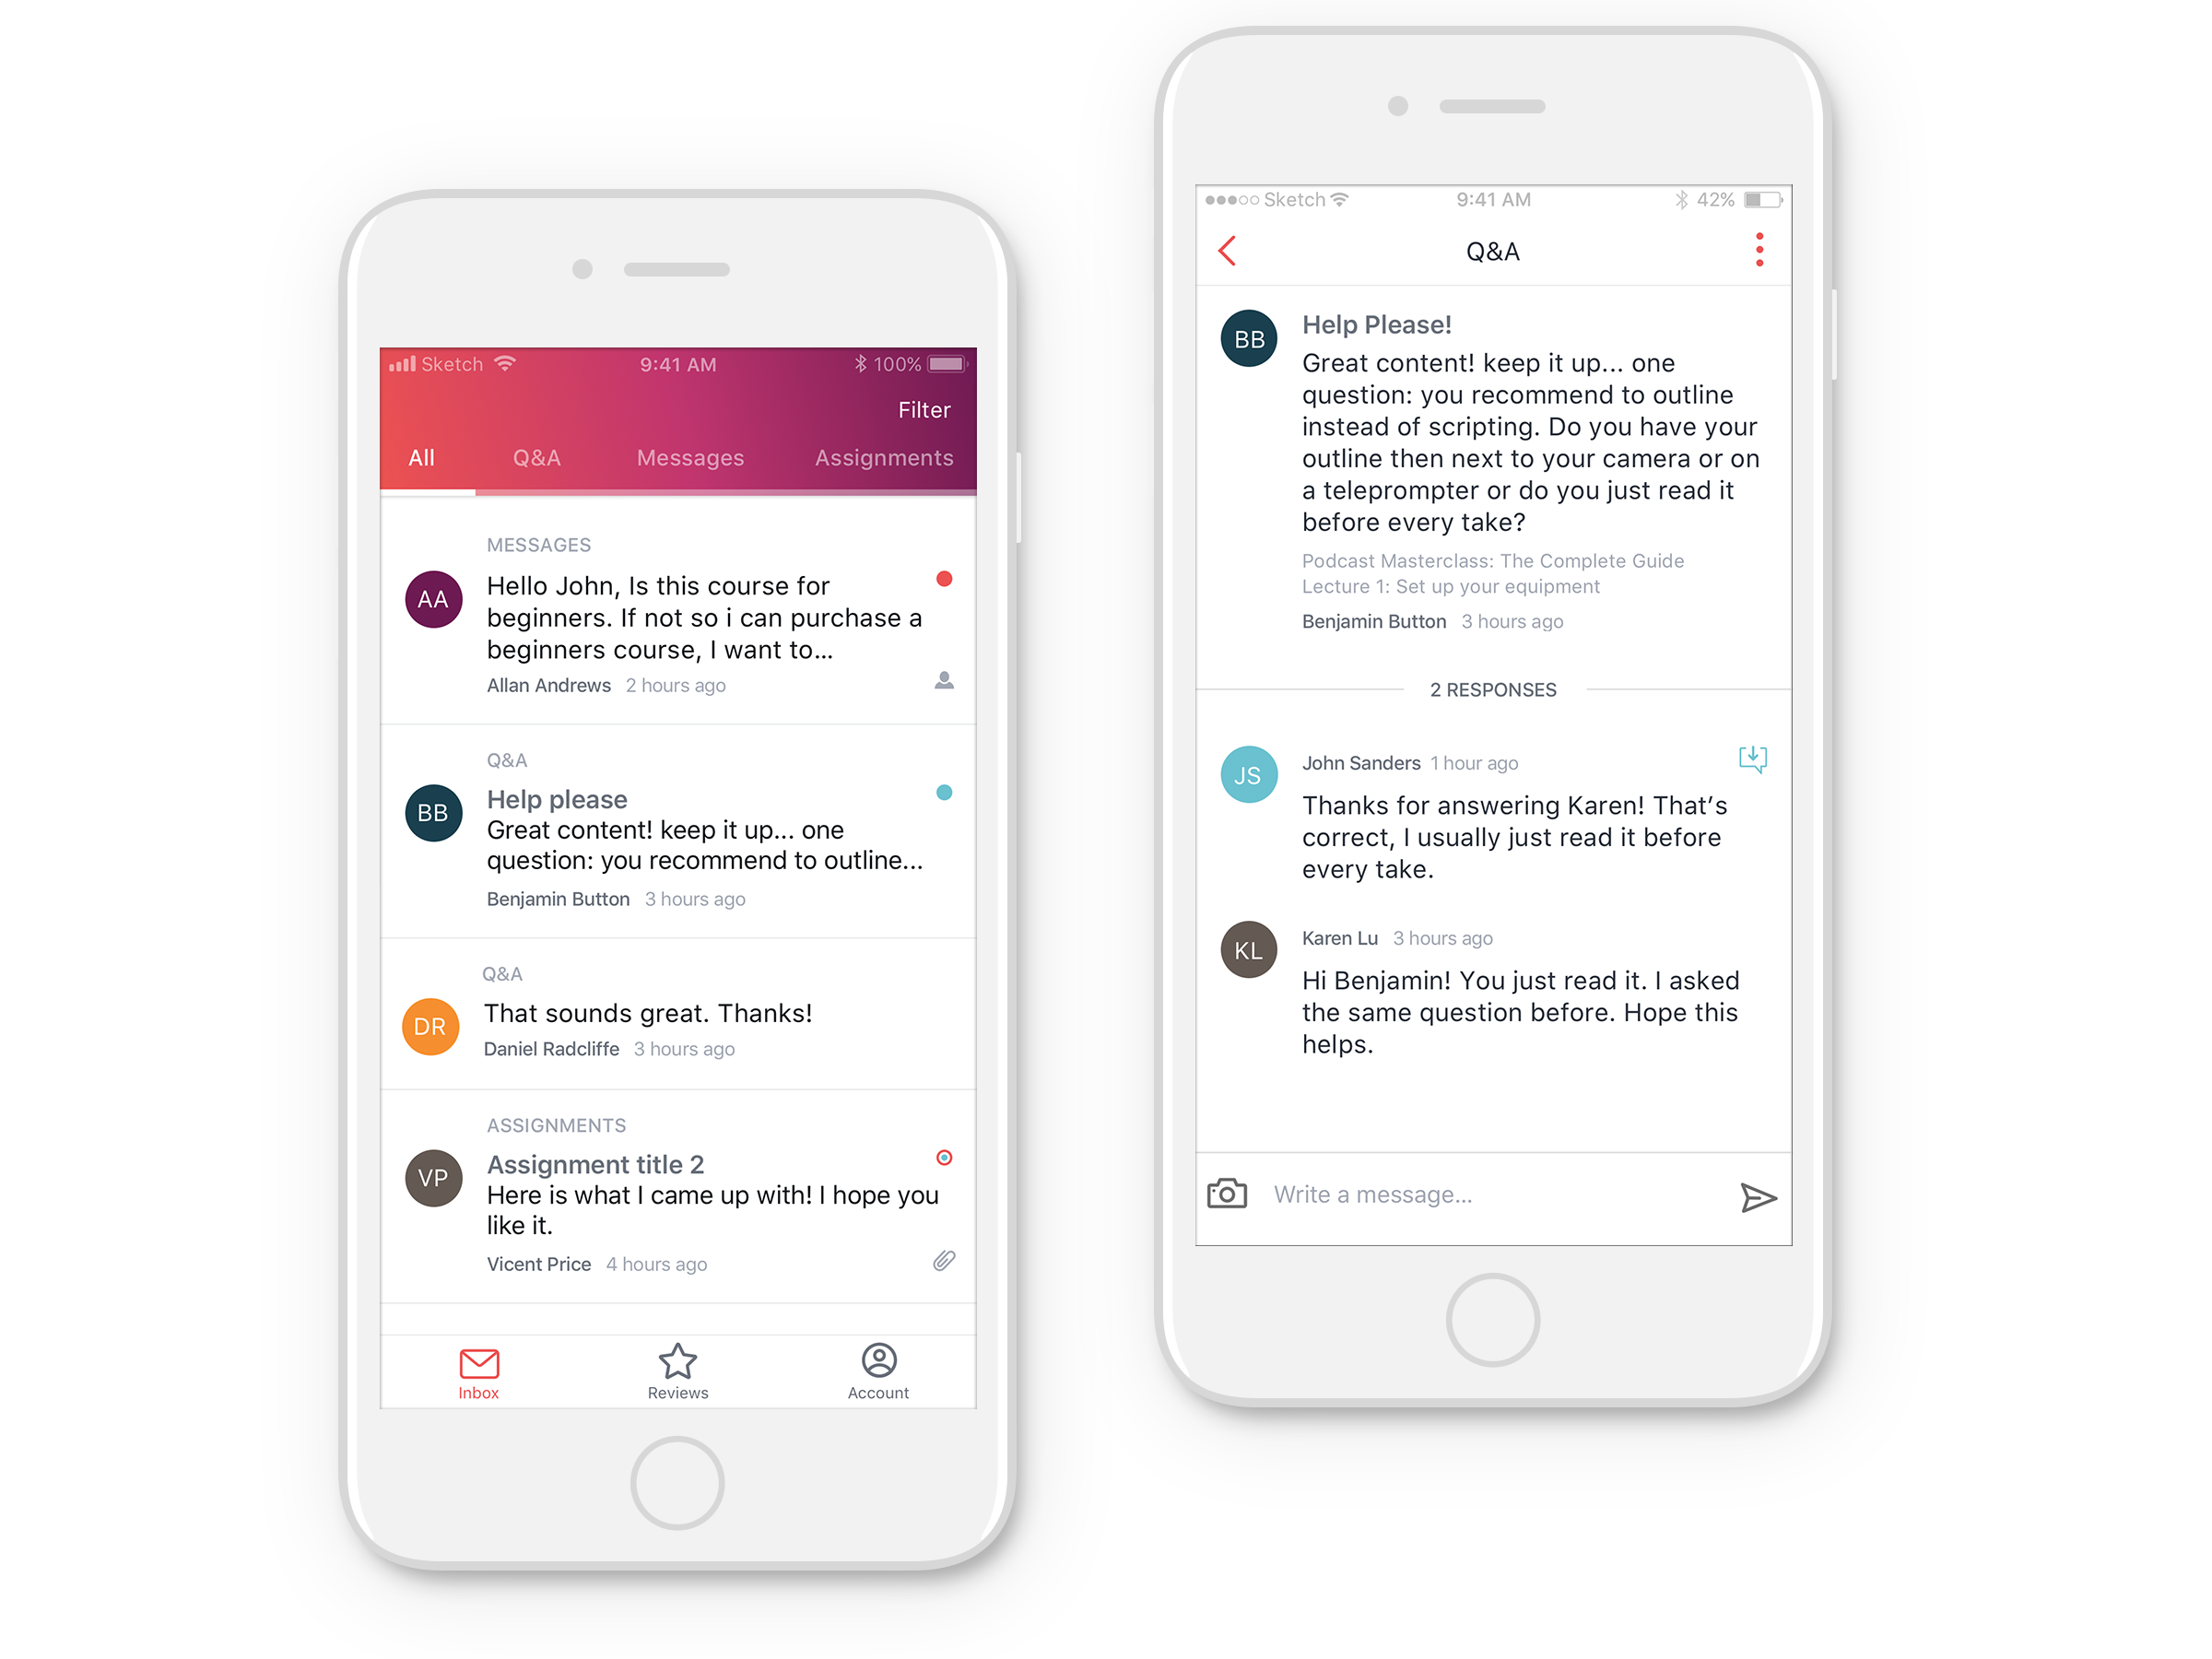 Sketch 9:41 AM 100%
Filter
All Q&A Messages Assignments
MESSAGES
AA
Hello John, Is this course for
beginners. If not so i can purchase a
beginners course, I want to...
Allan Andrews 2 hours ago
Q&A
BB
Help please
Great content! keep it up... one
question: you recommend to outline...
Benjamin Button 3 hours ago
Q&A
DR
That sounds great. Thanks!
Daniel Radcliffe 3 hours ago
ASSIGNMENTS
VP
Assignment title 2
Here is what I came up with! I hope you
like it.
Vicent Price 4 hours ago
Inbox Reviews Account
Sketch 9:41 AM 42%
Q&A
BB
Help Please!
Great content! keep it up... one
question: you recommend to outline
instead of scripting. Do you have your
outline then next to your camera or on
a teleprompter or do you just read it
before every take?
Podcast Masterclass: The Complete Guide
Lecture 1: Set up your equipment
Benjamin Button 3 hours ago
2 RESPONSES
JS
John Sanders 1 hour ago
Thanks for answering Karen! That’s
correct, I usually just read it before
every take.
KL
Karen Lu 3 hours ago
Hi Benjamin! You just read it. I asked
the same question before. Hope this
helps.
Write a message...